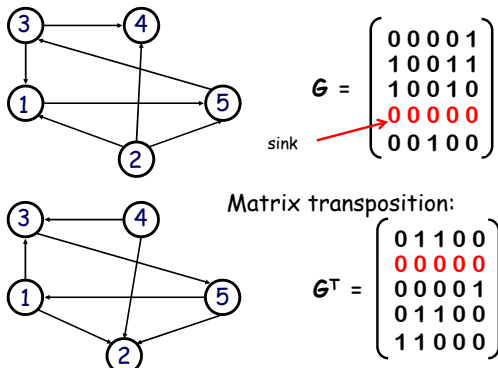 3 4
1 5
2
G =
0 0 0 0 1
1 0 0 1 1
1 0 0 1 0
0 0 0 0 0
0 0 1 0 0
sink
Matrix transposition:
3 4
1 5
2
Gᵀ =
0 1 1 0 0
0 0 0 0 0
0 0 0 0 1
0 1 1 0 0
1 1 0 0 0